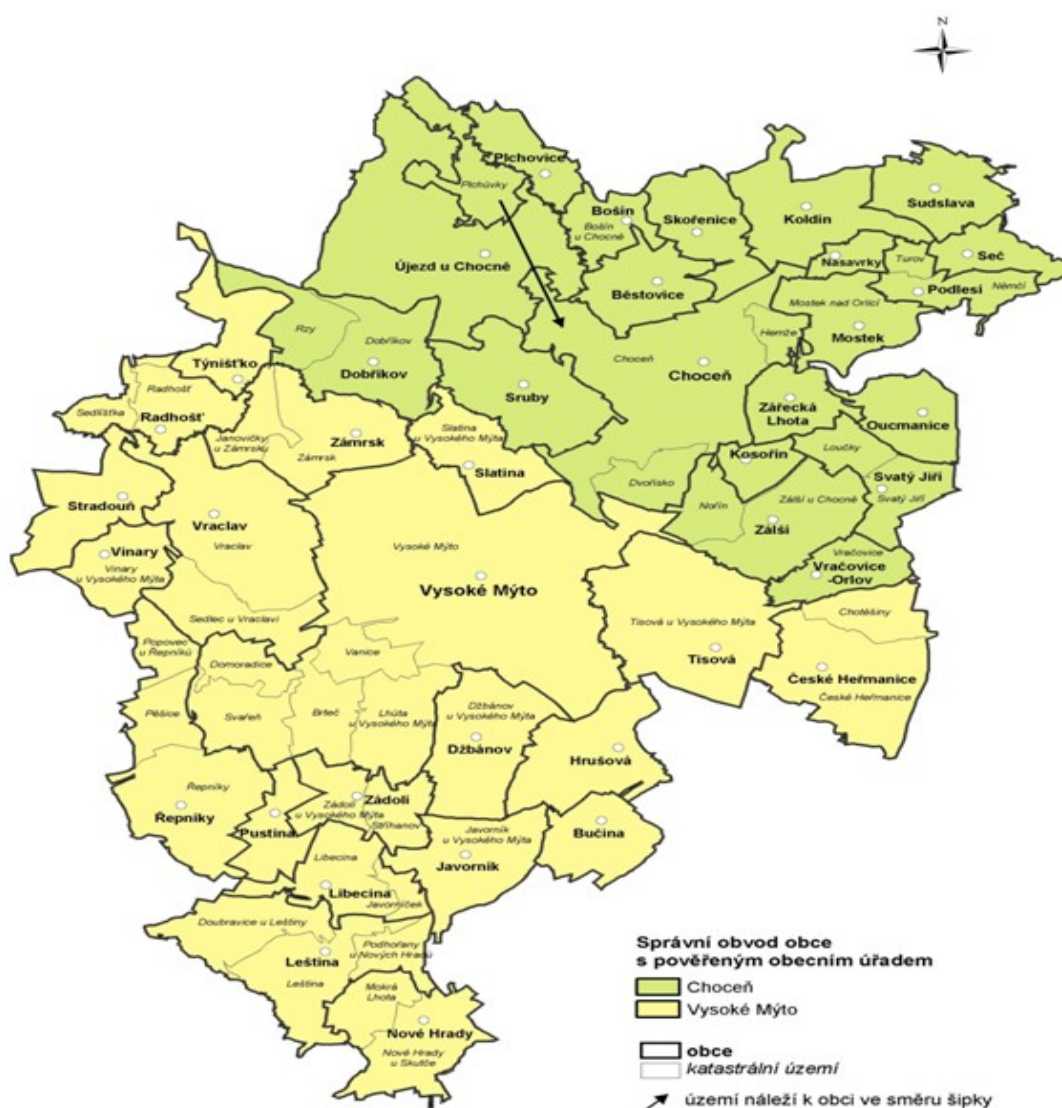 N
Plchovice
Plchůvky
Bošín
Bošín
u Chocně
Skořenice
Koldín
Sudslava
Újezd u Chocně
Běstovice
Nasavrky
Turov
Seč
Podlesí
Němčí
Mostek nad Orlicí
Mostek
Rzy
Dobříkov
Dobříkov
Choceň
Hemže
Choceň
Týnišťko
Radhošť
Sedlíšťka
Radhošť
Sruby
Zářecká
Lhota
Oucmanice
Janovičky
u Zámrsku
Zámrsk
Zámrsk
Slatina
u Vysokého Mýta
Slatina
Kosořín
Loučky
Dvořisko
Svatý Jiří
Svatý Jiří
Stradouň
Vraclav
Vraclav
Nořín
Zálší u Chocně
Zálší
Vinary
Vinary
u Vysokého Mýta
Vysoké Mýto
Vysoké Mýto
Vračovice
Vračovice
-Orlov
Sedlec u Vraclavi
Chotěšiny
Tisová u Vysokého Mýta
Tisová
České Heřmanice
České Heřmanice
Popovec
u Řepníků
Domoradice
Vanice
Pěšice
Svařeň
Brteč
Lhůta
u Vysokého Mýta
Džbánov
u Vysokého Mýta
Džbánov
Hrušová
Řepníky
Řepníky
Pustina
Zádolí
Zádolí
u Vysokého Mýta
Stříhanov
Javorník
u Vysokého Mýta
Javorník
Bučina
Libecina
Libecina
Javorníček
Doubravice u Leštiny
Leština
Leština
Podhořany
u Nových Hradů
Mokrá
Lhota
Nové Hrady
Nové Hrady
u Skutče
Správní obvod obce
s pověřeným obecním úřadem
Choceň
Vysoké Mýto
obce
katastrální území
území náleží k obci ve směru šipky